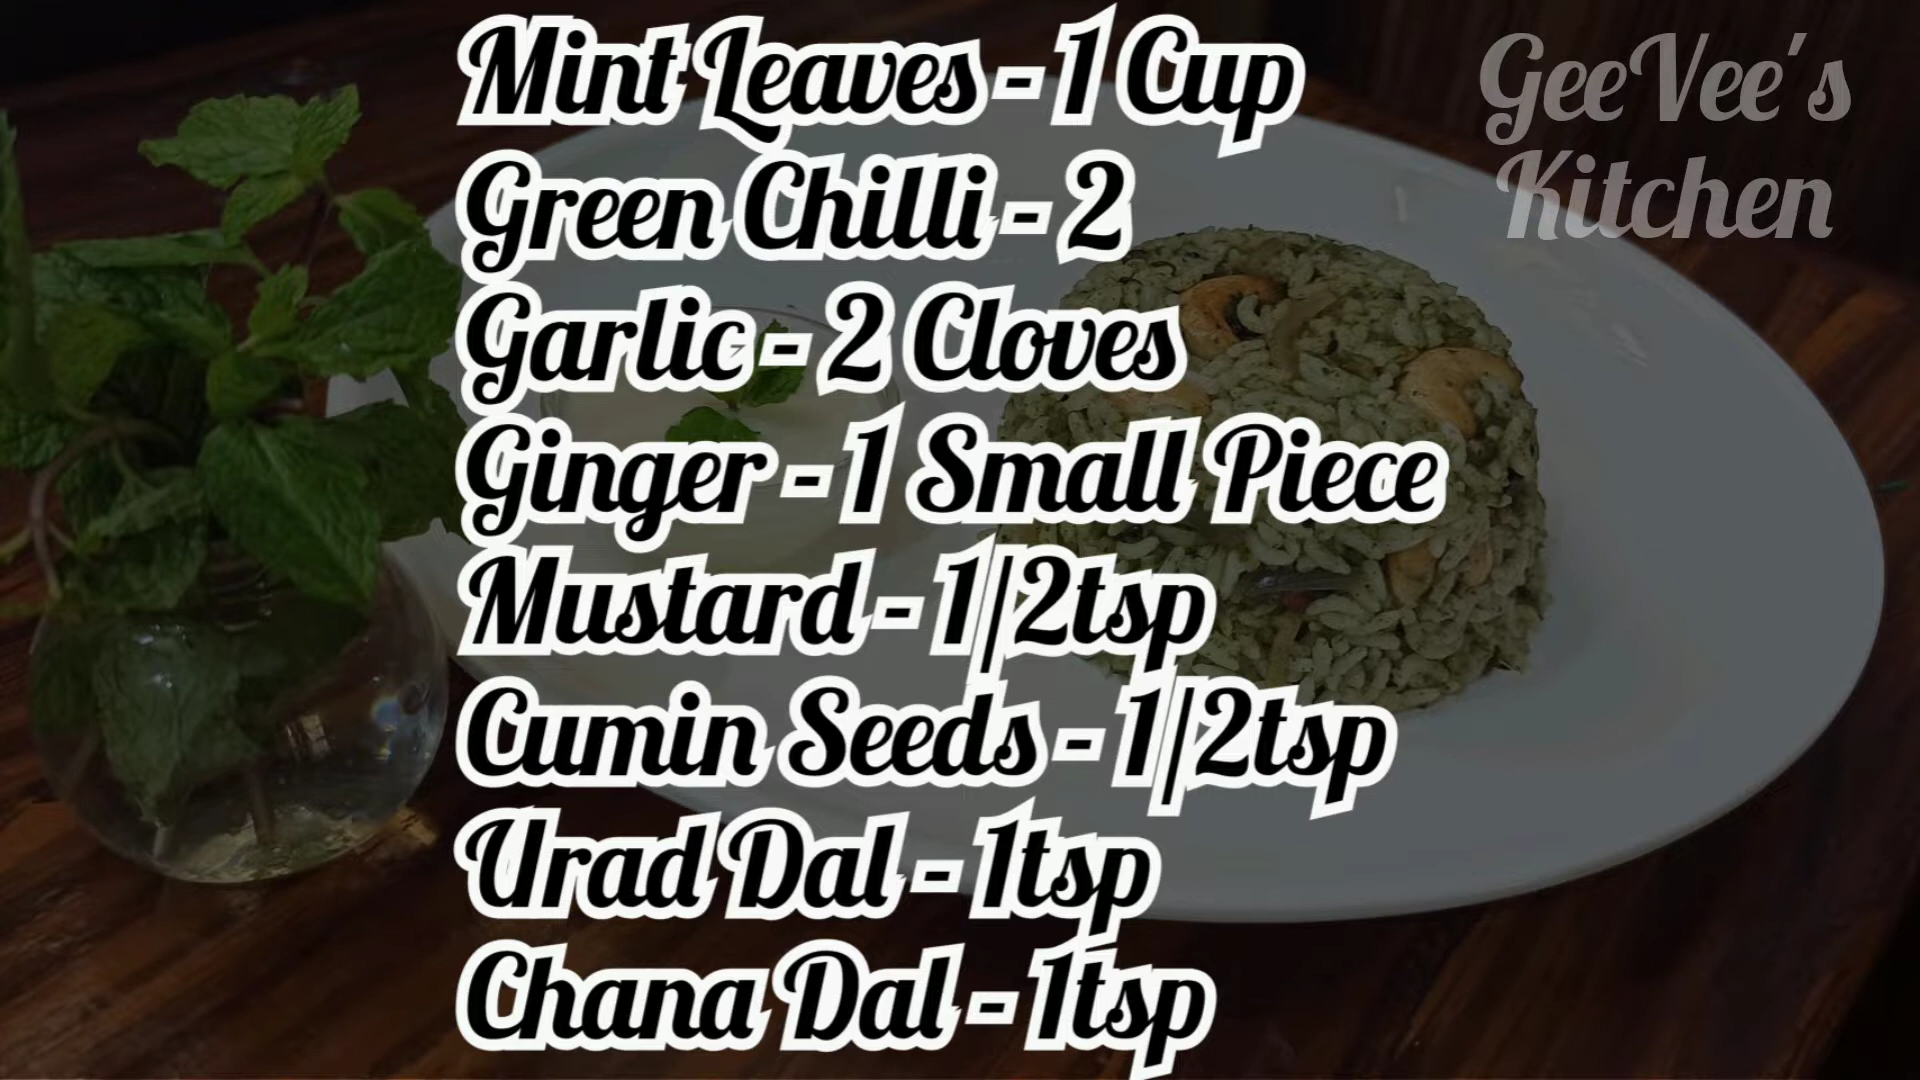 Mint Leaves - 1 Cup
Green Chilli - 2
Garlic - 2 Cloves
Ginger - 1 Small Piece
Mustard - 1/2tsp
Cumin Seeds - 1/2tsp
Urad Dal - 1tsp
Chana Dal - 1tsp
GeeVee's
Kitchen